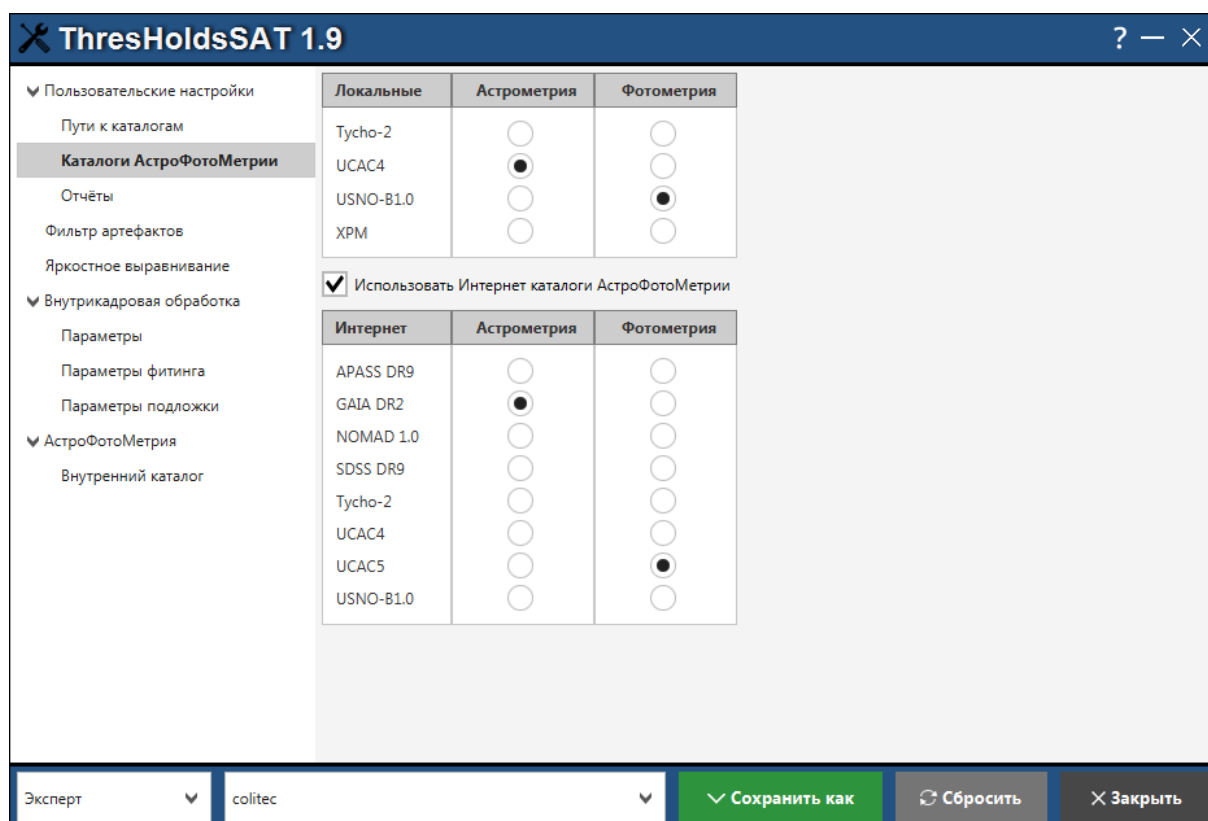 ThresHoldsSAT 1.9
?
Пользовательские настройки
Пути к каталогам
Каталоги АстроФотоМетрии
Отчёты
Фильтр артефактов
Яркостное выравнивание
Внутрикадровая обработка
Параметры
Параметры фитинга
Параметры подложки
АстроФотоМетрия
Внутренний каталог
Локальные Астрометрия Фотометрия
Tycho-2
UCAC4
USNO-B1.0
XPM
Использовать Интернет каталоги АстроФотоМетрии
Интернет Астрометрия Фотометрия
APASS DR9
GAIA DR2
NOMAD 1.0
SDSS DR9
Tycho-2
UCAC4
UCAC5
USNO-B1.0
Эксперт colitec Сохранить как Сбросить Закрыть